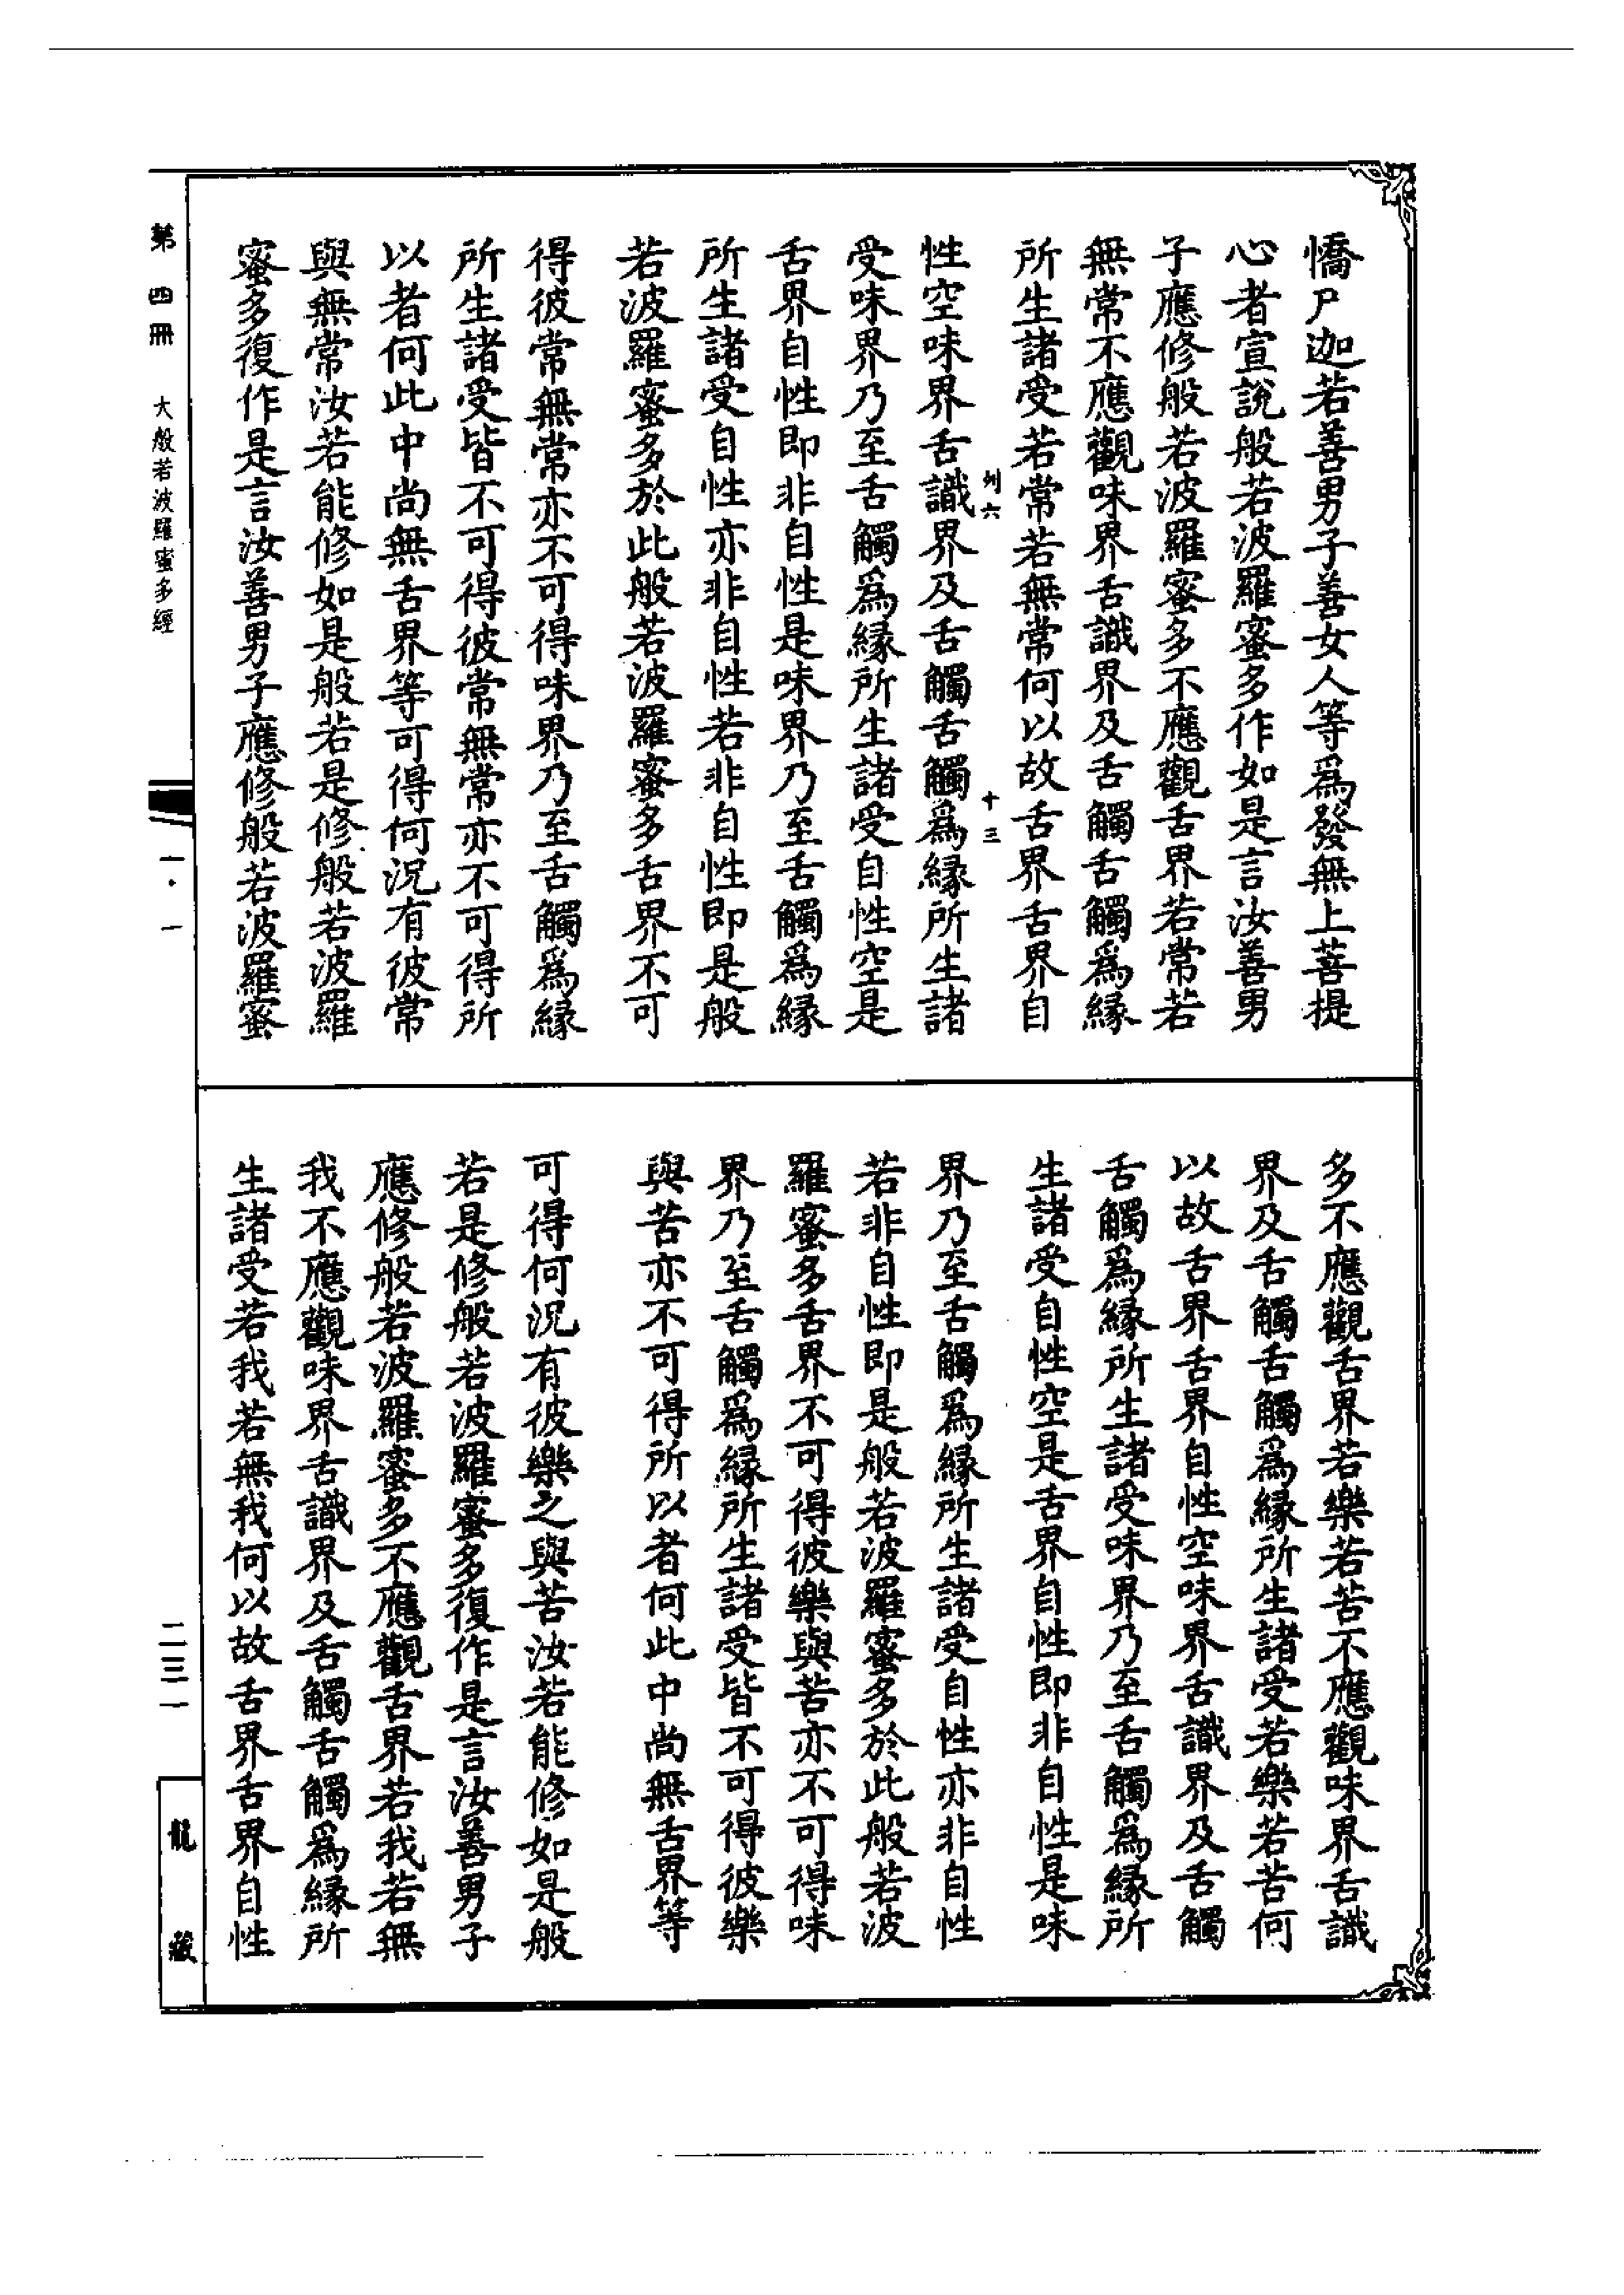 憍尸迦若善男子善女人等爲發無上菩提
心者宣說般若波羅蜜多作如是言汝善男
子應修般若波羅蜜多不應觀舌界若常若
無常不應觀味界舌識界及舌觸舌觸爲緣
所生諸受若常若無常何以故舌界舌界自
州六 十三
性空味界舌識界及舌觸舌觸爲緣所生諸
受味界乃至舌觸爲緣所生諸受自性空是
舌界自性即非自性是味界乃至舌觸爲緣
所生諸受自性亦非自性若非自性即是般
若波羅蜜多於此般若波羅蜜多舌界不可
得彼常無常亦不可得味界乃至舌觸爲緣
所生諸受皆不可得彼常無常亦不可得所
以者何此中尚無舌界等可得何況有彼常
與無常汝若能修如是般若是修般若波羅
蜜多復作是言汝善男子應修般若波羅蜜
多不應觀舌界若樂若苦不應觀味界舌識
界及舌觸舌觸爲緣所生諸受若樂若苦何
以故舌界舌界自性空味界舌識界及舌觸
舌觸爲緣所生諸受味界乃至舌觸爲緣所
生諸受自性空是舌界自性即非自性是味
界乃至舌觸爲緣所生諸受自性亦非自性
若非自性即是般若波羅蜜多於此般若波
羅蜜多舌界不可得彼樂與苦亦不可得味
界乃至舌觸爲緣所生諸受皆不可得彼樂
與苦亦不可得所以者何此中尚無舌界等
可得何況有彼樂之與苦汝若能修如是般
若是修般若波羅蜜多復作是言汝善男子
應修般若波羅蜜多不應觀舌界若我若無
我不應觀味界舌識界及舌觸舌觸爲緣所
生諸受若我若無我何以故舌界舌界自性
第四冊 大般若波羅蜜多經 一·一 二三一 龍藏